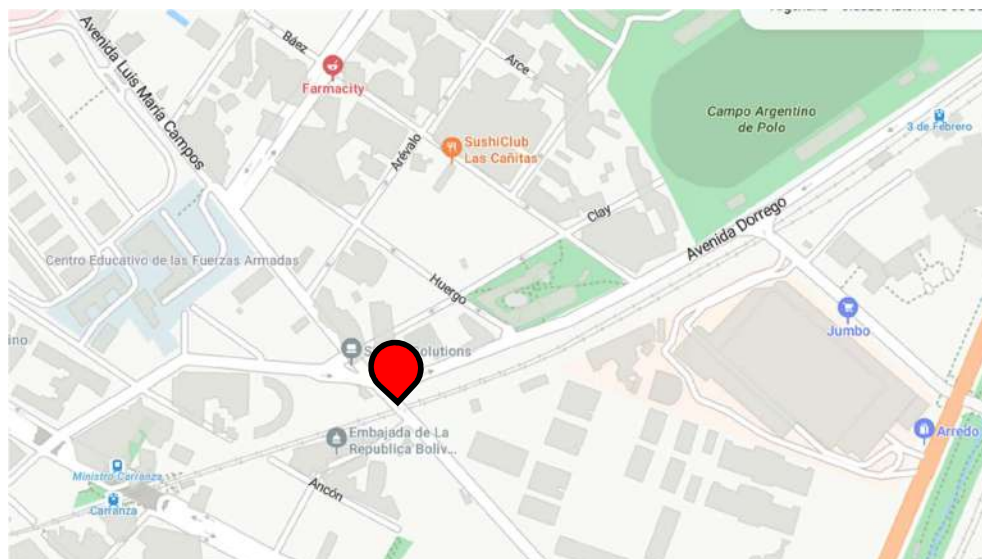 Báez
Avenida Luis María Campos
Farmacity
Arce
Campo Argentino
de Polo
3 de Febrero
SushiClub
Las Cañitas
Arévalo
Clay
Avenida Dorrego
Centro Educativo de las Fuerzas Armadas
Huergo
Jumbo
ino
olutions
Embajada de La
Republica Boliv...
Arredo
Ministro Carranza
Ancón
Carranza